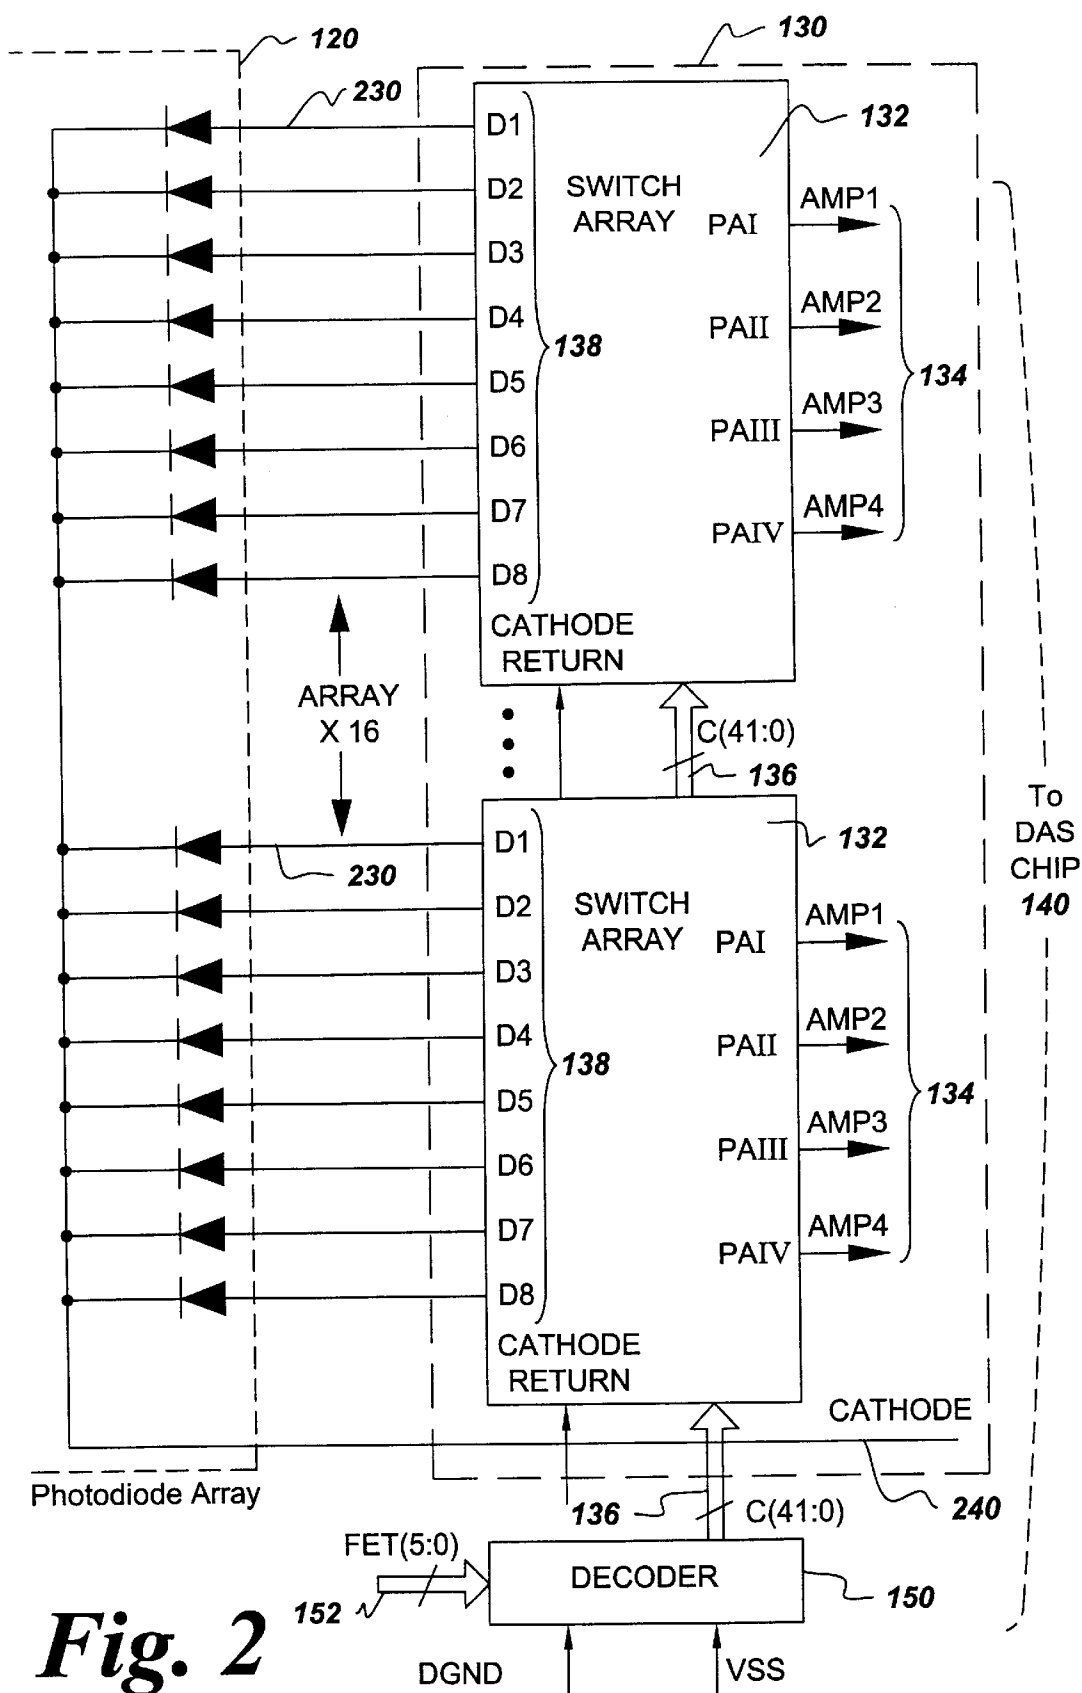 120
130
230
D1
132
D2
SWITCH
ARRAY
PAI
AMP1
D3
D4
138
PAII
AMP2
134
D5
PAIII
AMP3
D6
D7
PAIV
AMP4
D8
CATHODE
RETURN
ARRAY
X 16
C(41:0)
136
To
DAS
CHIP
140
D1
132
230
D2
SWITCH
ARRAY
PAI
AMP1
D3
D4
138
PAII
AMP2
134
D5
PAIII
AMP3
D6
D7
PAIV
AMP4
D8
CATHODE
RETURN
CATHODE
Photodiode Array
240
136
C(41:0)
FET(5:0)
152
DECODER
150
Fig. 2
DGND
VSS